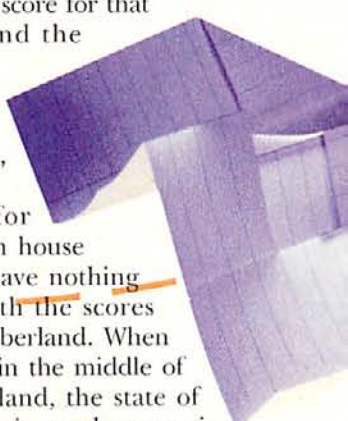 score for that
nd the
,
for
n house
ave nothing
th the scores
berland. When
in the middle of
land, the state of